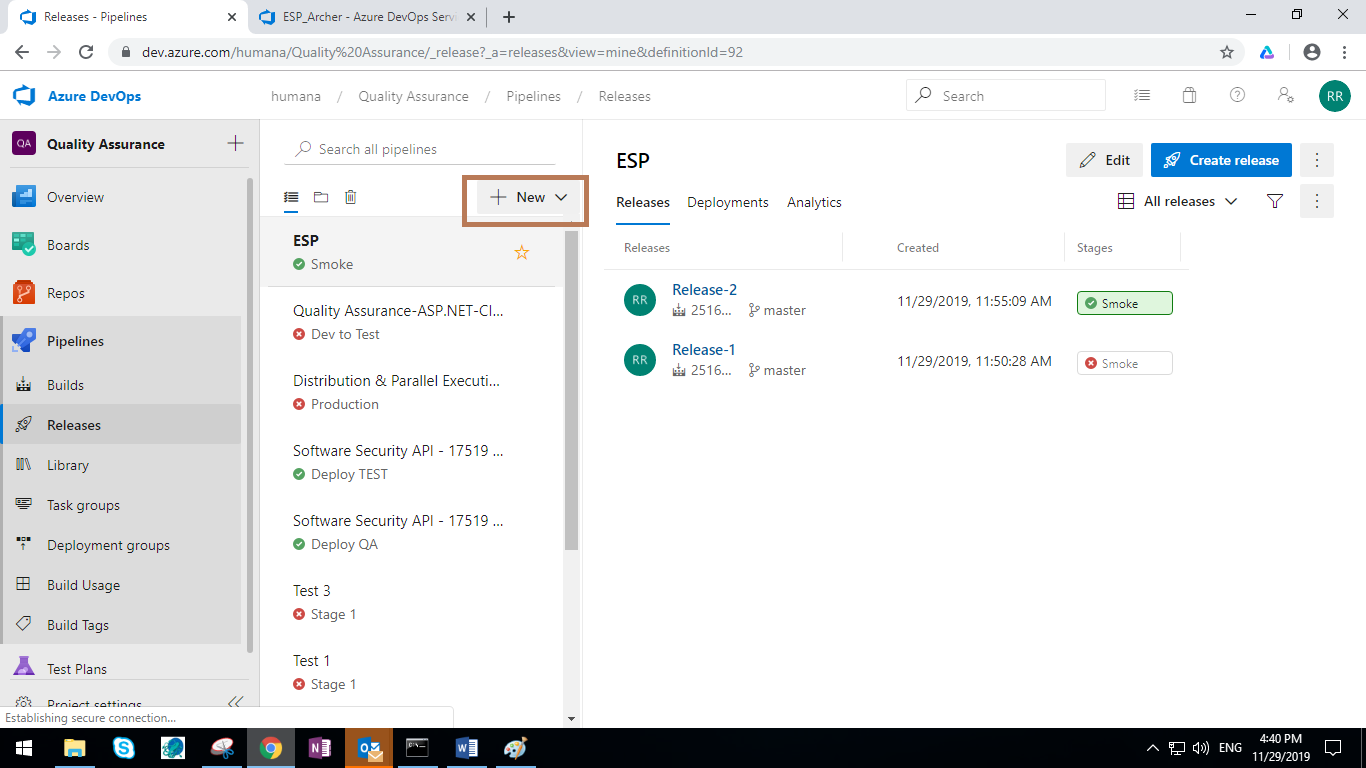 Releases - Pipelines
ESP_Archer - Azure DevOps Servi
dev.azure.com/humana/Quality%20Assurance/_release?_a=releases&view=mine&definitionId=92
Azure DevOps
humana / Quality Assurance / Pipelines / Releases
Search
RR
QA Quality Assurance
Overview
Boards
Repos
Pipelines
Builds
Releases
Library
Task groups
Deployment groups
Build Usage
Build Tags
Test Plans
Project settings
Establishing secure connection...
Search all pipelines
New
ESP
Smoke
Quality Assurance-ASP.NET-CI...
Dev to Test
Distribution & Parallel Executi...
Production
Software Security API - 17519 ...
Deploy TEST
Software Security API - 17519 ...
Deploy QA
Test 3
Stage 1
Test 1
Stage 1
ESP
Edit
Create release
Releases Deployments Analytics
All releases
Releases Created Stages
RR Release-2 11/29/2019, 11:55:09 AM Smoke
2516... master
RR Release-1 11/29/2019, 11:50:28 AM Smoke
2516... master
ENG
4:40 PM
11/29/2019